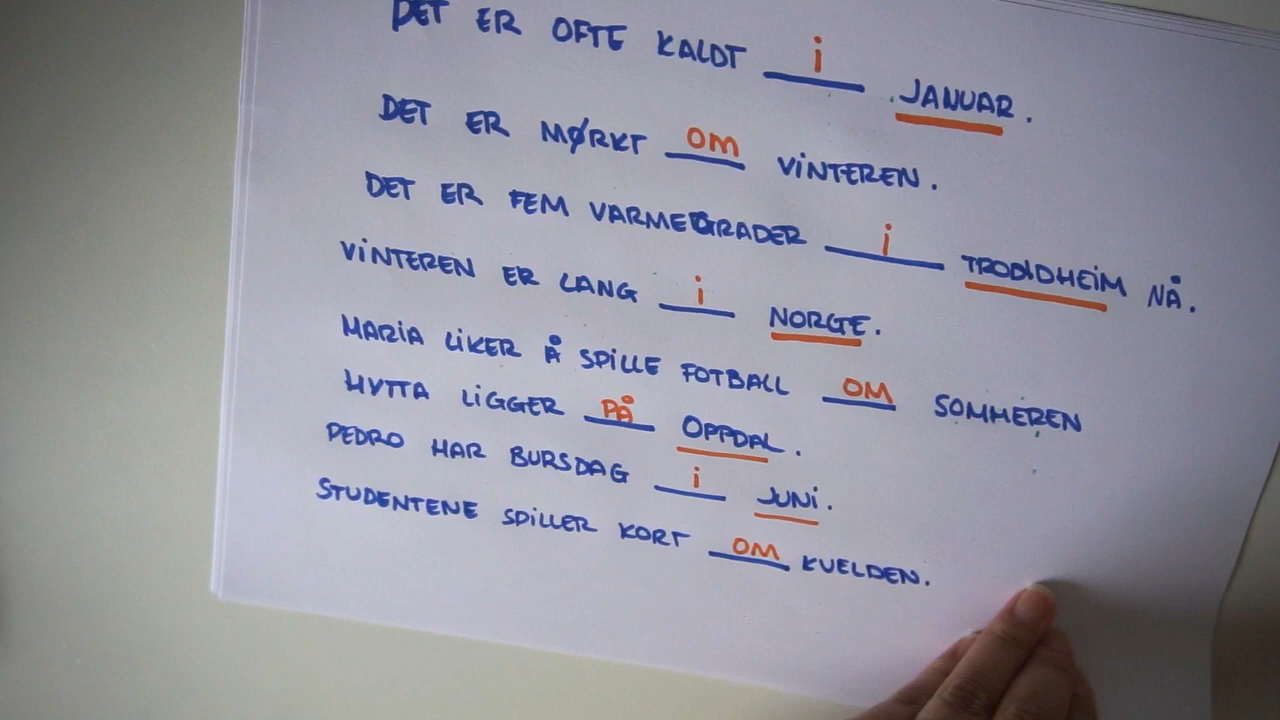 DET ER OFTE KALDT i JANUAR.
DET ER MØRKT OM VINTEREN.
DET ER FEM VARMEGRADER i TRONDHEIM NÅ.
VINTEREN ER LANG i NORGE.
MARIA LIKER Å SPILLE FOTBALL OM SOMMEREN
HYTTA LIGGER PÅ OPPDAL.
PEDRO HAR BURSDAG i JUNI.
STUDENTENE SPILLER KORT OM KVELDEN.